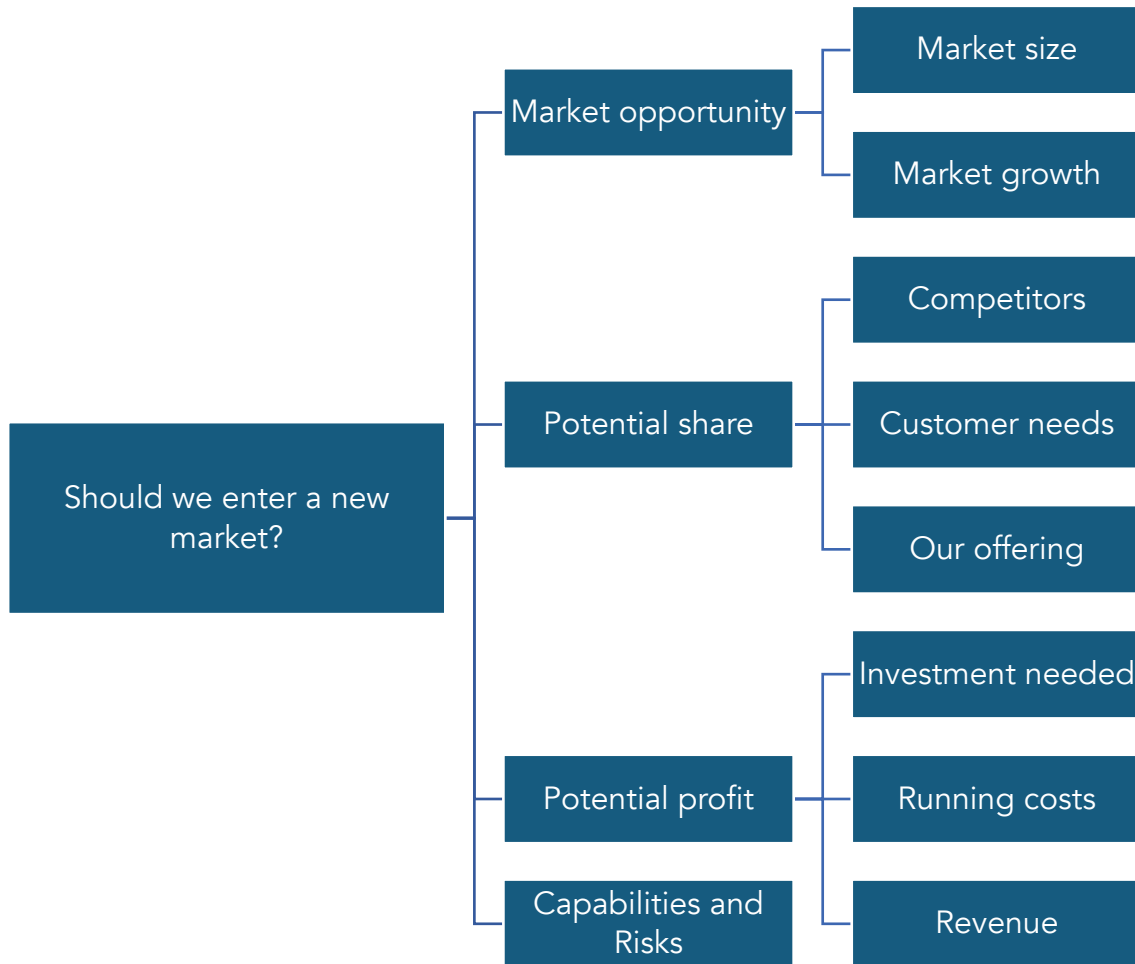 Should we enter a new
market?
Market opportunity
Market size
Market growth
Potential share
Competitors
Customer needs
Our offering
Potential profit
Investment needed
Running costs
Revenue
Capabilities and
Risks